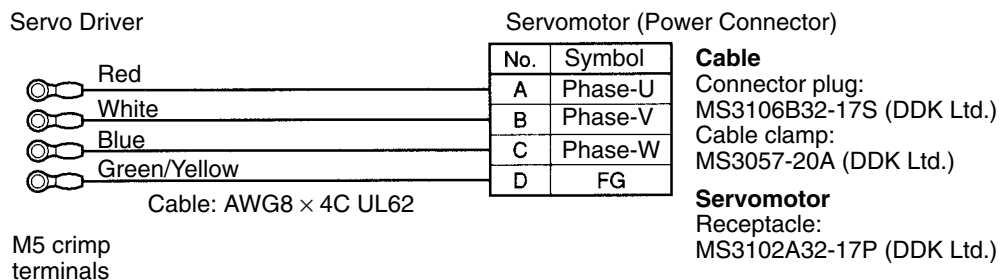 Servo Driver
Servomotor (Power Connector)
No. Symbol
Red
A Phase-U
White
B Phase-V
Blue
C Phase-W
Green/Yellow
D FG
Cable: AWG8 × 4C UL62
M5 crimp
terminals
Cable
Connector plug:
MS3106B32-17S (DDK Ltd.)
Cable clamp:
MS3057-20A (DDK Ltd.)
Servomotor
Receptacle:
MS3102A32-17P (DDK Ltd.)